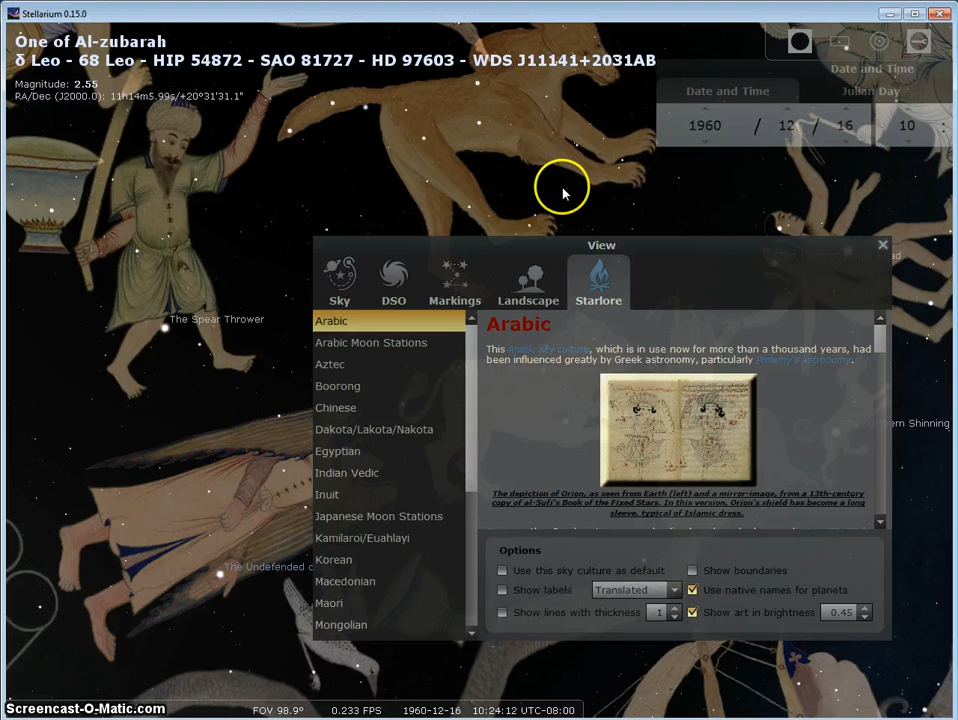 Stellarium 0.15.0
One of Al-zubarah
δ Leo - 68 Leo - HIP 54872 - SAO 81727 - HD 97603 - WDS J11141+2031AB
Magnitude: 2.55
RA/Dec (J2000.0): 11h14m5.99s/+20°31'31.1"
Date and Time
Date and Time
Julian Day
1960 / 12 / 16 10 :
View
Sky
DSO
Markings
Landscape
Starlore
The Spear Thrower
Arabic
Arabic Moon Stations
Aztec
Boorong
Chinese
Dakota/Lakota/Nakota
Egyptian
Indian Vedic
Inuit
Japanese Moon Stations
Kamilaroi/Euahlayi
Korean
Macedonian
Maori
Mongolian
Arabic
This Arabic sky culture, which is in use now for more than a thousand years, had
been influenced greatly by Greek astronomy, particularly Ptolemy's astronomy.
The depiction of Orion, as seen from Earth (left) and a mirror-image, from a 13th-century
copy of al-Sufi's Book of the Fixed Stars. In this version, Orion's shield has become a long
sleeve, typical of Islamic dress.
Shinning
The Undefended
Options
Use this sky culture as default
Show boundaries
Show labels
Translated
Use native names for planets
Show lines with thickness
1
Show art in brightness
0.45
Screencast-O-Matic.com
FOV 98.9°
0.233 FPS
1960-12-16
10:24:12 UTC-08:00